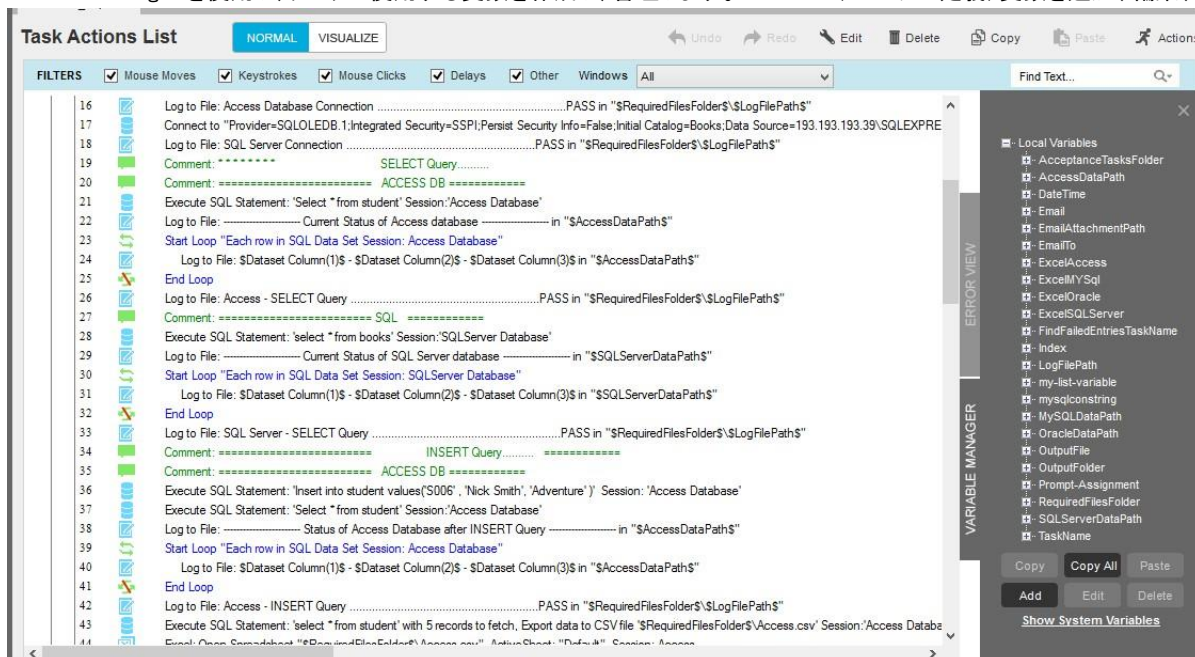 Task Actions List NORMAL VISUALIZE Undo Redo Edit Delete Copy Paste Actions
FILTERS Mouse Moves Keystrokes Mouse Clicks Delays Other Windows All Find Text...
16 Log to File: Access Database Connection ..............................................................PASS in "$RequiredFilesFolder$\$LogFilePath$"
17 Connect to "Provider=SQLOLEDB.1;Integrated Security=SSPI;Persist Security Info=False;Initial Catalog=Books;Data Source=193.193.193.39\SQLEXPRE
18 Log to File: SQL Server Connection ...............................................................PASS in "$RequiredFilesFolder$\$LogFilePath$"
19 Comment: * * * * * * * * SELECT Query..........
20 Comment: ======================== ACCESS DB ============
21 Execute SQL Statement: 'Select * from student' Session:'Access Database'
22 Log to File: ---------------------- Current Status of Access database ------------------- in "$AccessDataPath$"
23 Start Loop "Each row in SQL Data Set Session: Access Database"
24 Log to File: $Dataset Column(1)$ - $Dataset Column(2)$ - $Dataset Column(3)$ in "$AccessDataPath$"
25 End Loop
26 Log to File: Access - SELECT Query ..............................................................PASS in "$RequiredFilesFolder$\$LogFilePath$"
27 Comment: ======================== SQL ============
28 Execute SQL Statement: 'select * from books' Session:'SQLServer Database'
29 Log to File: ---------------------- Current Status of SQL Server database ------------------- in "$SQLServerDataPath$"
30 Start Loop "Each row in SQL Data Set Session: SQLServer Database"
31 Log to File: $Dataset Column(1)$ - $Dataset Column(2)$ - $Dataset Column(3)$ in "$SQLServerDataPath$"
32 End Loop
33 Log to File: SQL Server - SELECT Query ...............................................................PASS in "$RequiredFilesFolder$\$LogFilePath$"
34 Comment: ======================== INSERT Query.......... ============
35 Comment: ======================== ACCESS DB ============
36 Execute SQL Statement: 'Insert into student values('S006' , 'Nick Smith', 'Adventure' )' Session: 'Access Database'
37 Execute SQL Statement: 'Select * from student' Session:'Access Database'
38 Log to File: ---------------------- Status of Access Database after INSERT Query ------------------- in "$AccessDataPath$"
39 Start Loop "Each row in SQL Data Set Session: Access Database"
40 Log to File: $Dataset Column(1)$ - $Dataset Column(2)$ - $Dataset Column(3)$ in "$AccessDataPath$"
41 End Loop
42 Log to File: Access - INSERT Query ...............................................................PASS in "$RequiredFilesFolder$\$LogFilePath$"
43 Execute SQL Statement: 'select * from student' with 5 records to fetch, Export data to CSV file '$RequiredFilesFolder$\Access.csv' Session:'Access Databa
44 Excel: Open Spreadsheet "$RequiredFilesFolder$\Access.csv" ActiveSheet: "Default" Session: Access
ERROR VIEW
VARIABLE MANAGER
Local Variables
AcceptanceTasksFolder
AccessDataPath
DateTime
Email
EmailAttachmentPath
EmailTo
ExcelAccess
ExcelMYSql
ExcelOracle
ExcelSQLServer
FindFailedEntriesTaskName
Index
LogFilePath
my-list-variable
mysqlconstring
MySQLDataPath
OracleDataPath
OutputFile
OutputFolder
Prompt-Assignment
RequiredFilesFolder
SQLServerDataPath
TaskName
Copy Copy All Paste
Add Edit Delete
Show System Variables